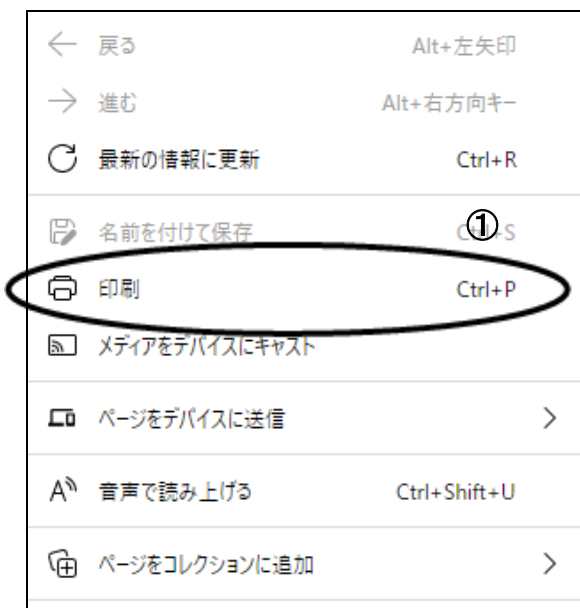 戻る Alt+左矢印
進む Alt+右方向キー
最新の情報に更新 Ctrl+R
名前を付けて保存 Ctrl+S
①
印刷 Ctrl+P
メディアをデバイスにキャスト
ページをデバイスに送信
音声で読み上げる Ctrl+Shift+U
ページをコレクションに追加